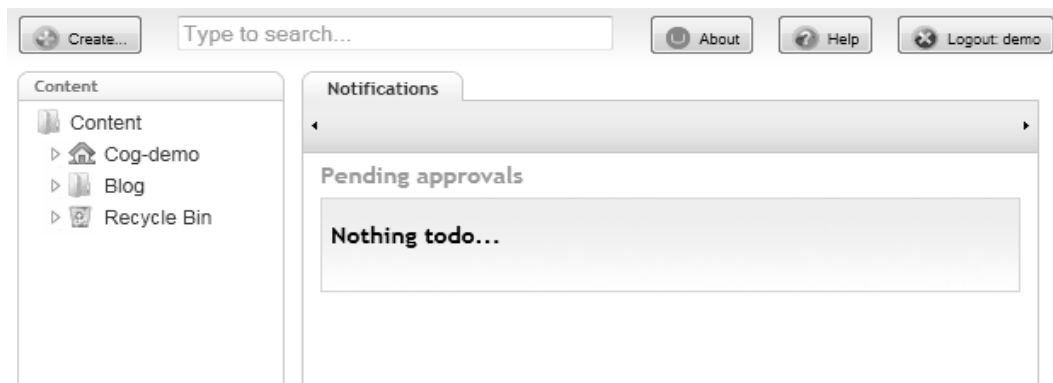 Create...
Type to search...
About
Help
Logout: demo
Content
Content
Cog-demo
Blog
Recycle Bin
Notifications
Pending approvals
Nothing todo...